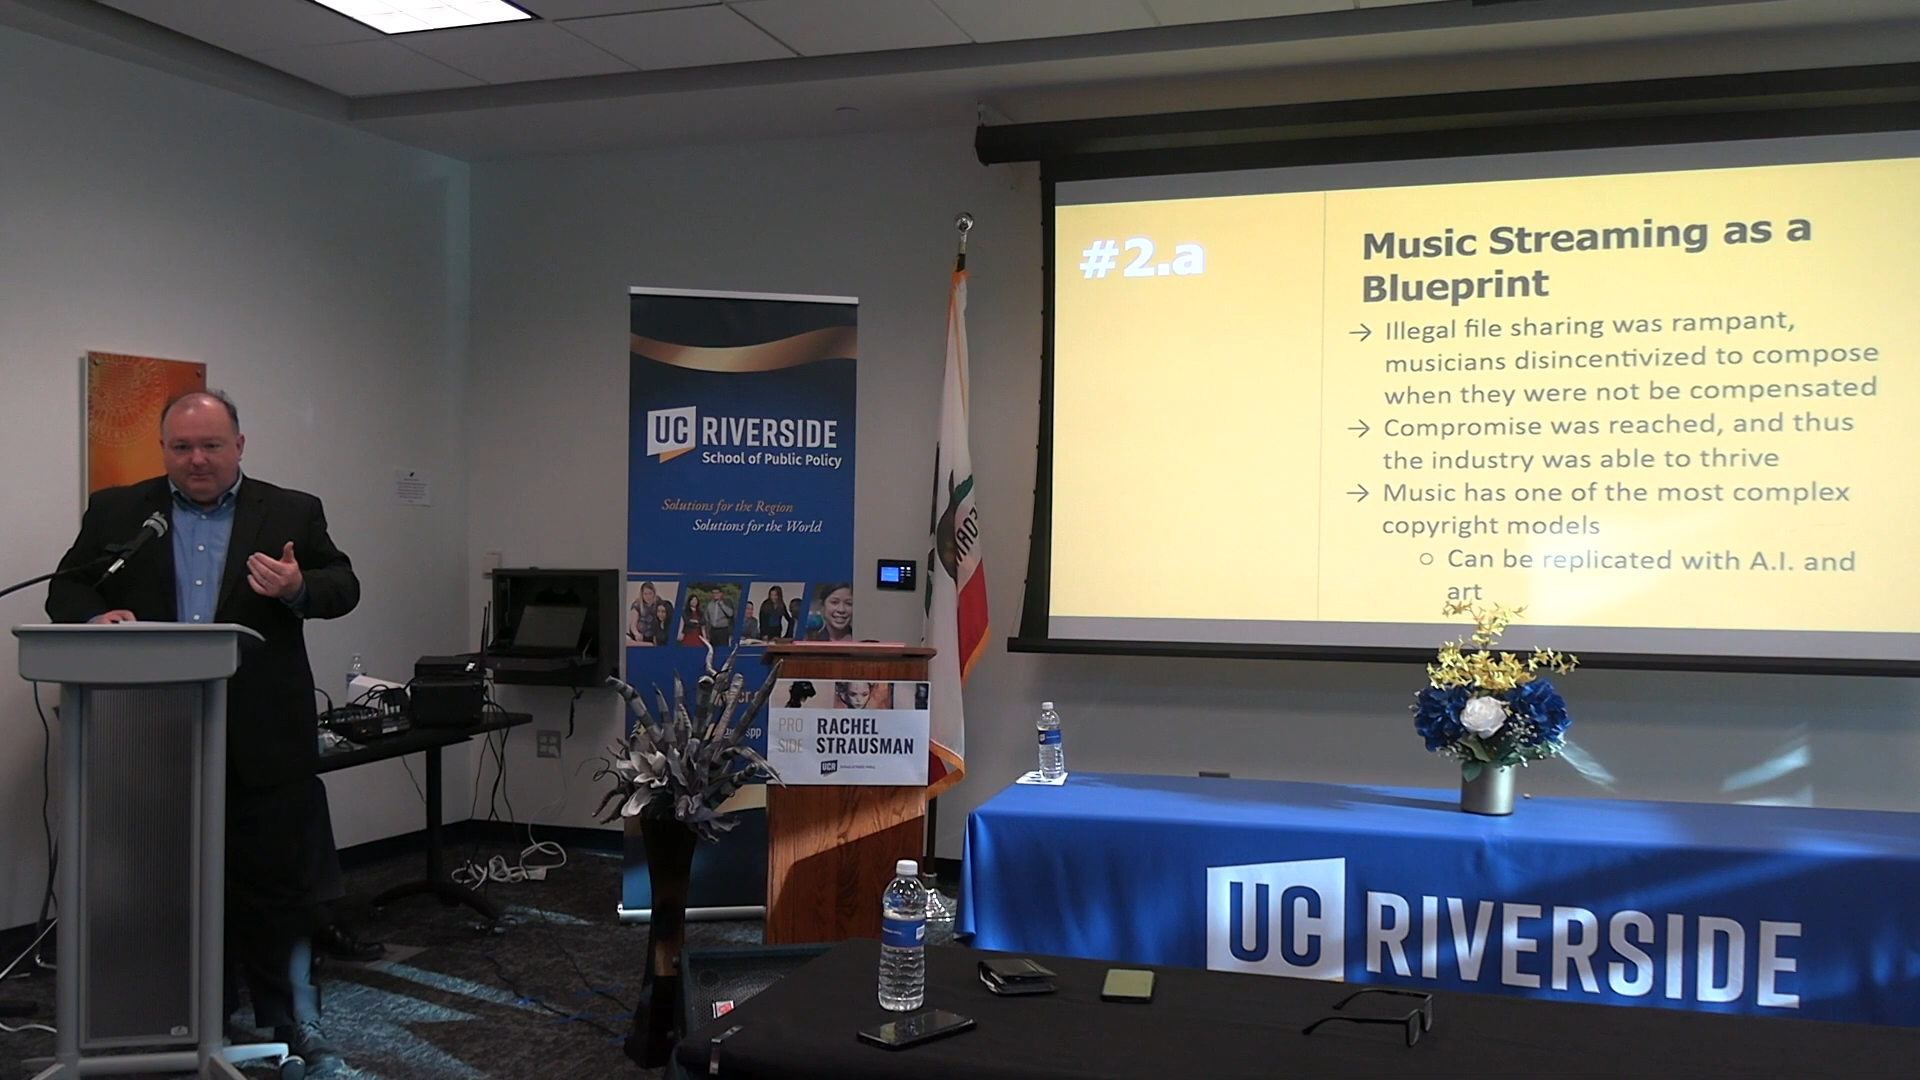 #2.a
Music Streaming as a
Blueprint
→ Illegal file sharing was rampant,
musicians disincentivized to compose
when they were not be compensated
→ Compromise was reached, and thus
the industry was able to thrive
→ Music has one of the most complex
copyright models
○ Can be replicated with A.I. and
art
UC RIVERSIDE
School of Public Policy
Solutions for the Region
Solutions for the World
PRO
SIDE
RACHEL
STRAUSMAN
UCR
UC RIVERSIDE